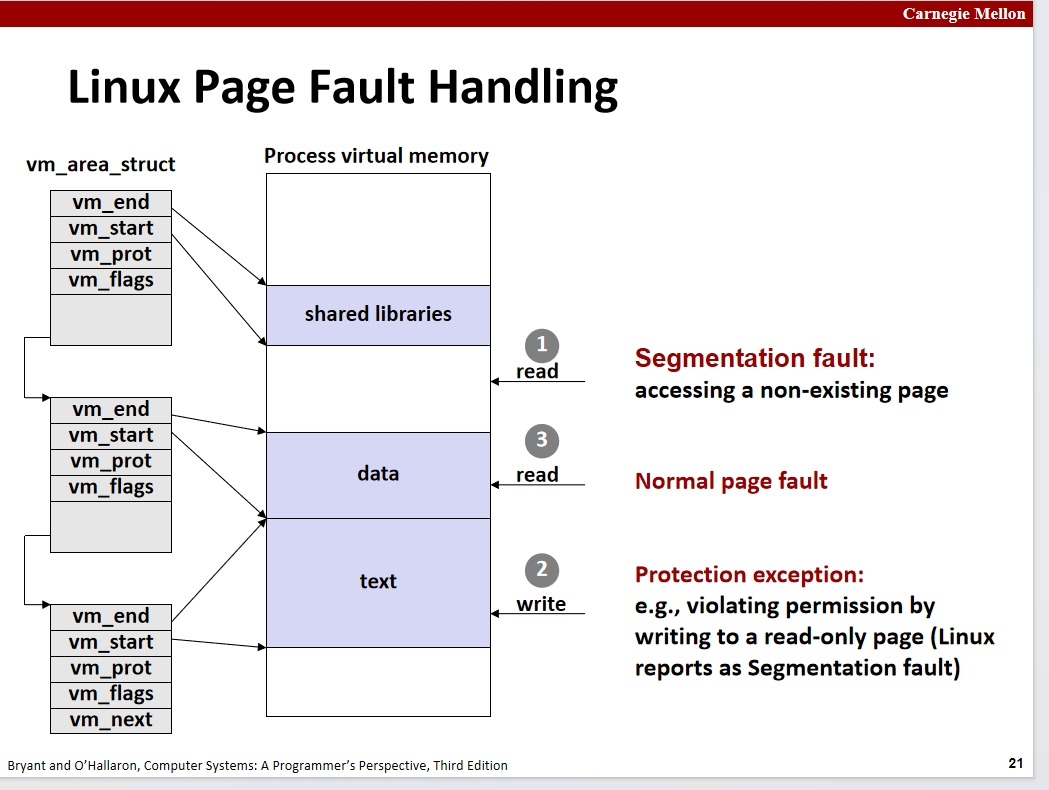 Carnegie Mellon
Linux Page Fault Handling
vm_area_struct
Process virtual memory
vm_end
vm_start
vm_prot
vm_flags
shared libraries
1
read
Segmentation fault:
accessing a non-existing page
vm_end
vm_start
vm_prot
vm_flags
data
3
read
Normal page fault
text
2
write
Protection exception:
e.g., violating permission by
writing to a read-only page (Linux
reports as Segmentation fault)
vm_end
vm_start
vm_prot
vm_flags
vm_next
Bryant and O'Hallaron, Computer Systems: A Programmer's Perspective, Third Edition
21